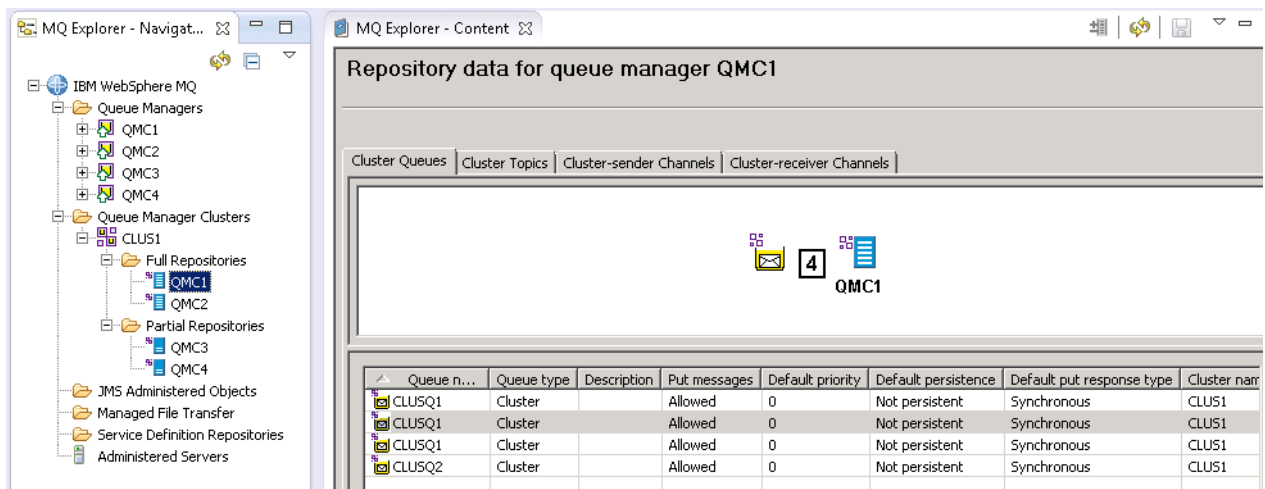 MQ Explorer - Navigat...
IBM WebSphere MQ
Queue Managers
QMC1
QMC2
QMC3
QMC4
Queue Manager Clusters
CLUS1
Full Repositories
QMC1
QMC2
Partial Repositories
QMC3
QMC4
JMS Administered Objects
Managed File Transfer
Service Definition Repositories
Administered Servers
MQ Explorer - Content
Repository data for queue manager QMC1
Cluster Queues Cluster Topics Cluster-sender Channels Cluster-receiver Channels
4
QMC1
Queue n... Queue type Description Put messages Default priority Default persistence Default put response type Cluster nam
CLUSQ1 Cluster Allowed 0 Not persistent Synchronous CLUS1
CLUSQ1 Cluster Allowed 0 Not persistent Synchronous CLUS1
CLUSQ1 Cluster Allowed 0 Not persistent Synchronous CLUS1
CLUSQ2 Cluster Allowed 0 Not persistent Synchronous CLUS1